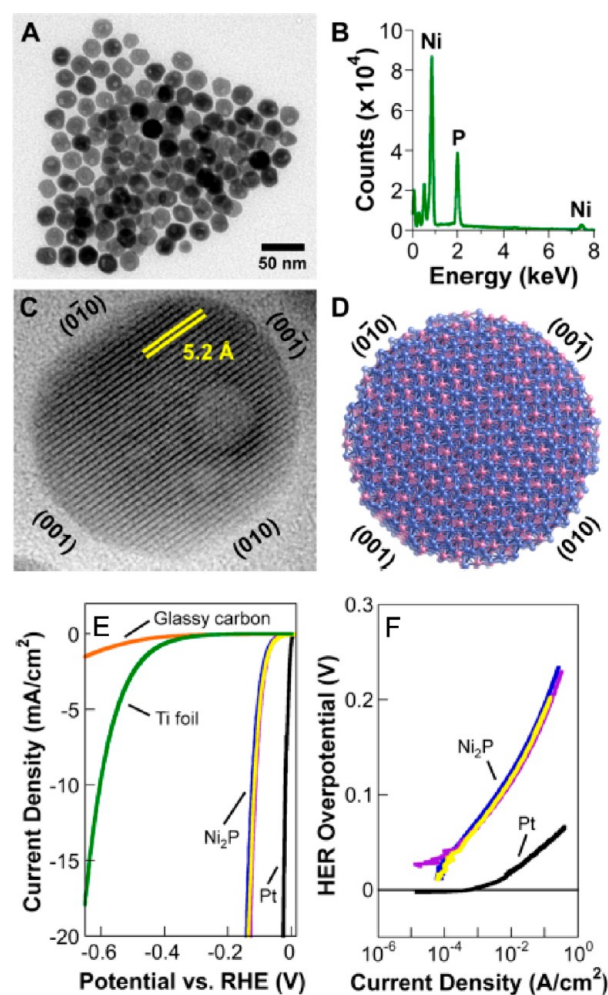 A
50 nm
B
Counts (x 10⁴)
10
8
6
4
2
0
Ni
P
Ni
0 2 4 6 8
Energy (keV)
C
(01̄0)
(001̄)
5.2 Å
(001)
(010)
D
(01̄0)
(001̄)
(001)
(010)
E
Current Density (mA/cm²)
0
-5
-10
-15
-20
Glassy carbon
Ti foil
Ni₂P
Pt
-0.6 -0.4 -0.2 0
Potential vs. RHE (V)
F
HER Overpotential (V)
0.3
0.2
0.1
0
Ni₂P
Pt
10⁻⁶ 10⁻⁴ 10⁻² 10⁰
Current Density (A/cm²)